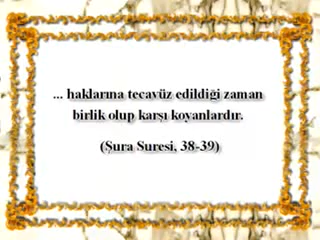 ... haklarına tecavüz edildiği zaman
birlik olup karşı koyanlardır.
(Şura Suresi, 38-39)